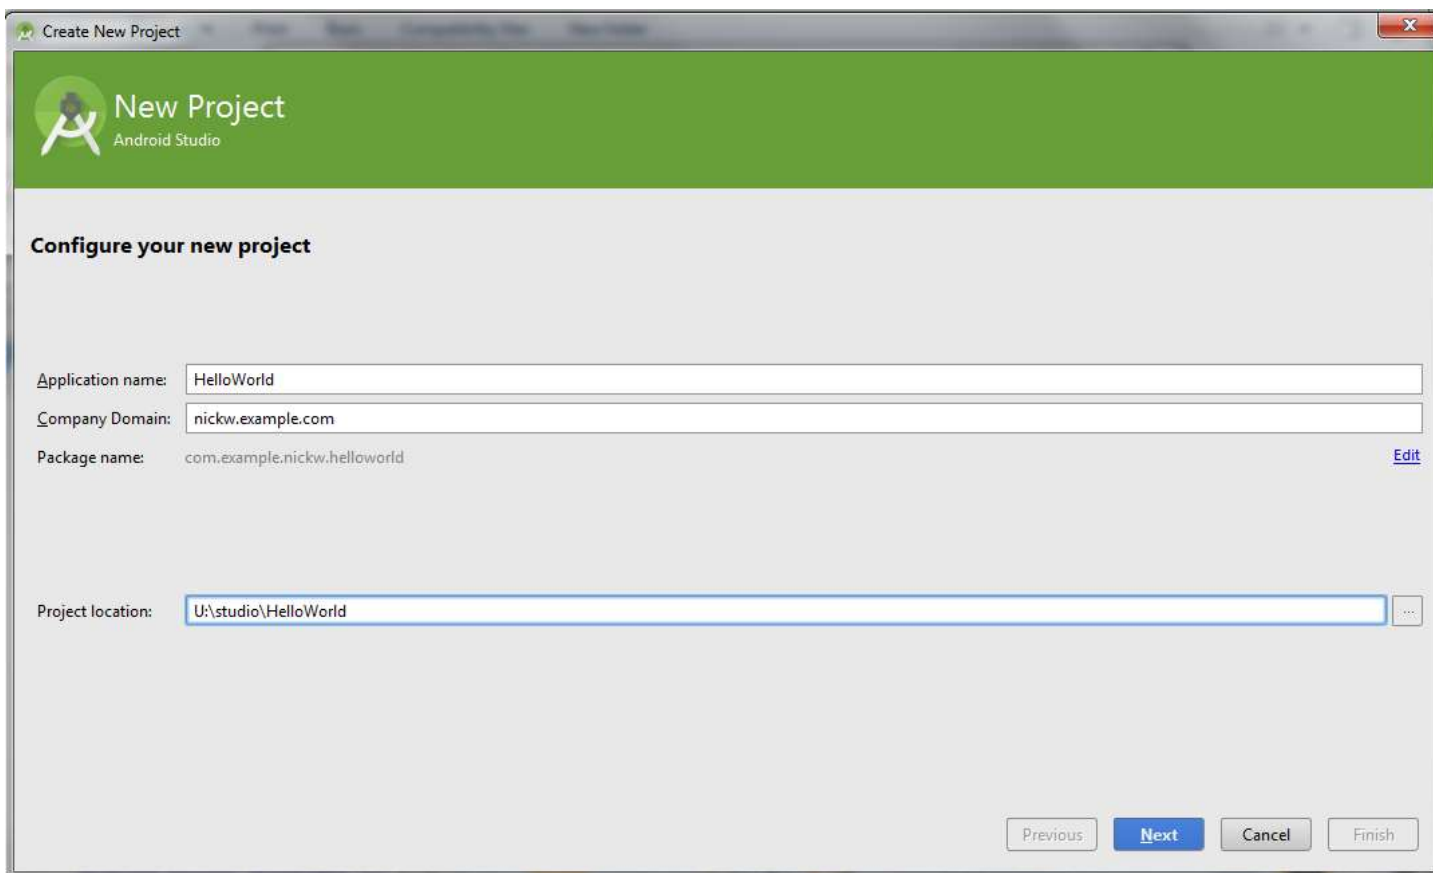 Create New Project
New Project
Android Studio
Configure your new project
Application name: HelloWorld
Company Domain: nickw.example.com
Package name: com.example.nickw.helloworld Edit
Project location: U:\studio\HelloWorld ...
Previous Next Cancel Finish